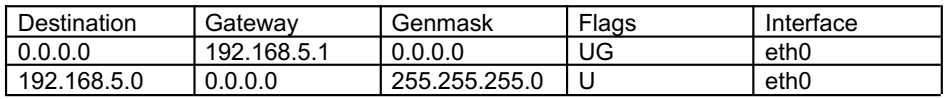 Destination Gateway Genmask Flags Interface
0.0.0.0 192.168.5.1 0.0.0.0 UG eth0
192.168.5.0 0.0.0.0 255.255.255.0 U eth0